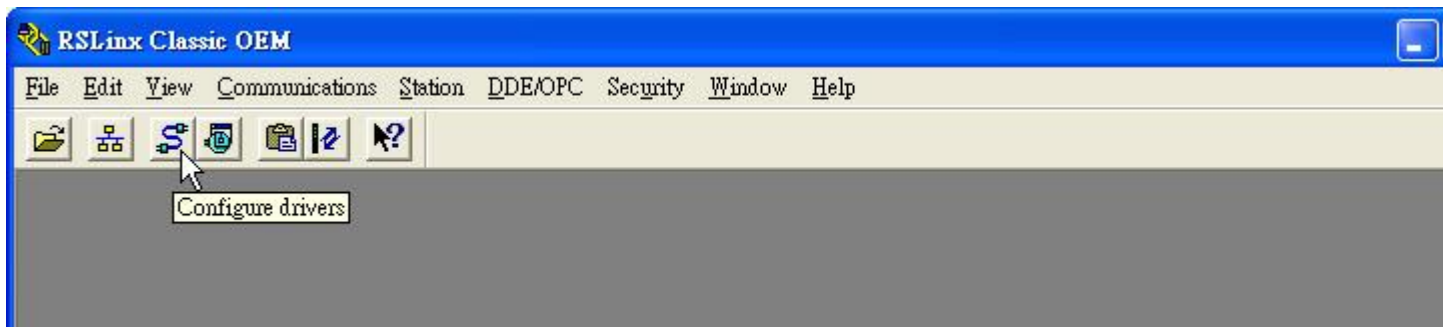 RSLinx Classic OEM
File Edit View Communications Station DDE/OPC Security Window Help
Configure drivers